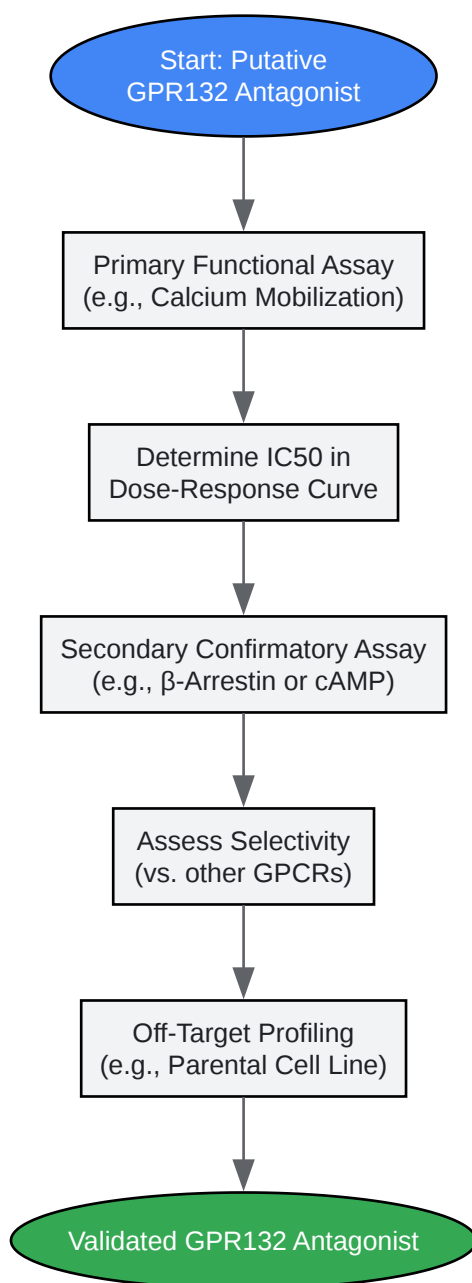 Start: Putative
GPR132 Antagonist
Primary Functional Assay
(e.g., Calcium Mobilization)
Determine IC50 in
Dose-Response Curve
Secondary Confirmatory Assay
(e.g., β-Arrestin or cAMP)
Assess Selectivity
(vs. other GPCRs)
Off-Target Profiling
(e.g., Parental Cell Line)
Validated GPR132 Antagonist